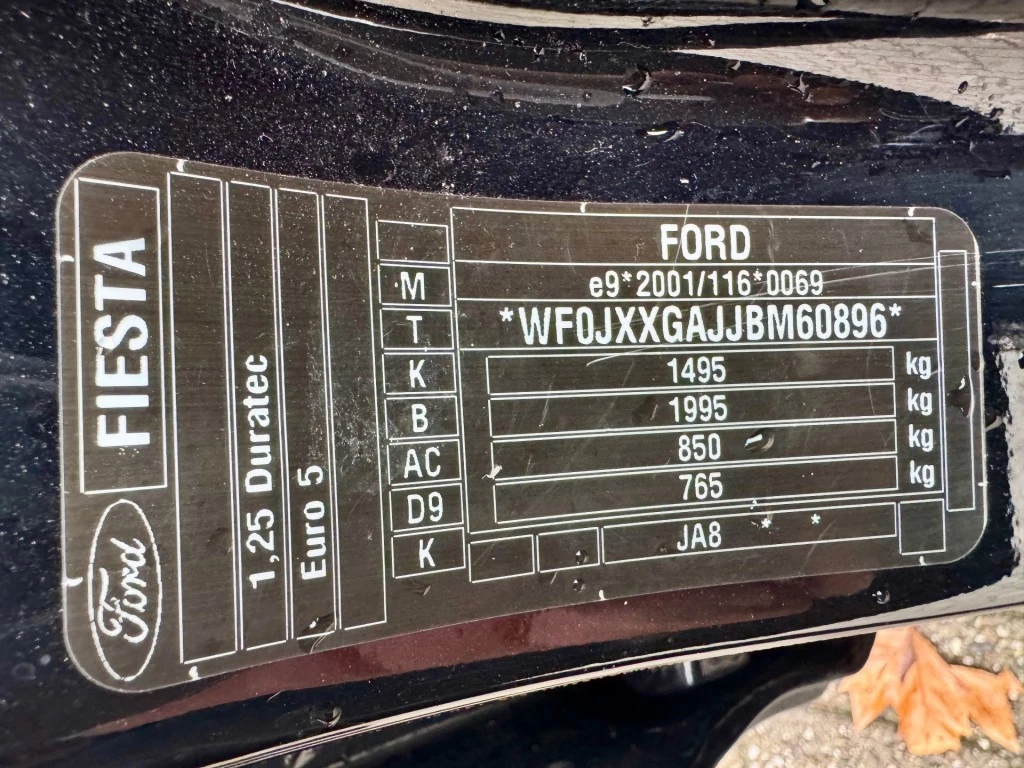 FORD
e9*2001/116*0069
*WF0JXXGAJJBM60896*
1495 kg
1995 kg
850 kg
765 kg
JA8 * *
M
T
K
B
AC
D9
K
1,25 Duratec
Euro 5
FIESTA
Ford